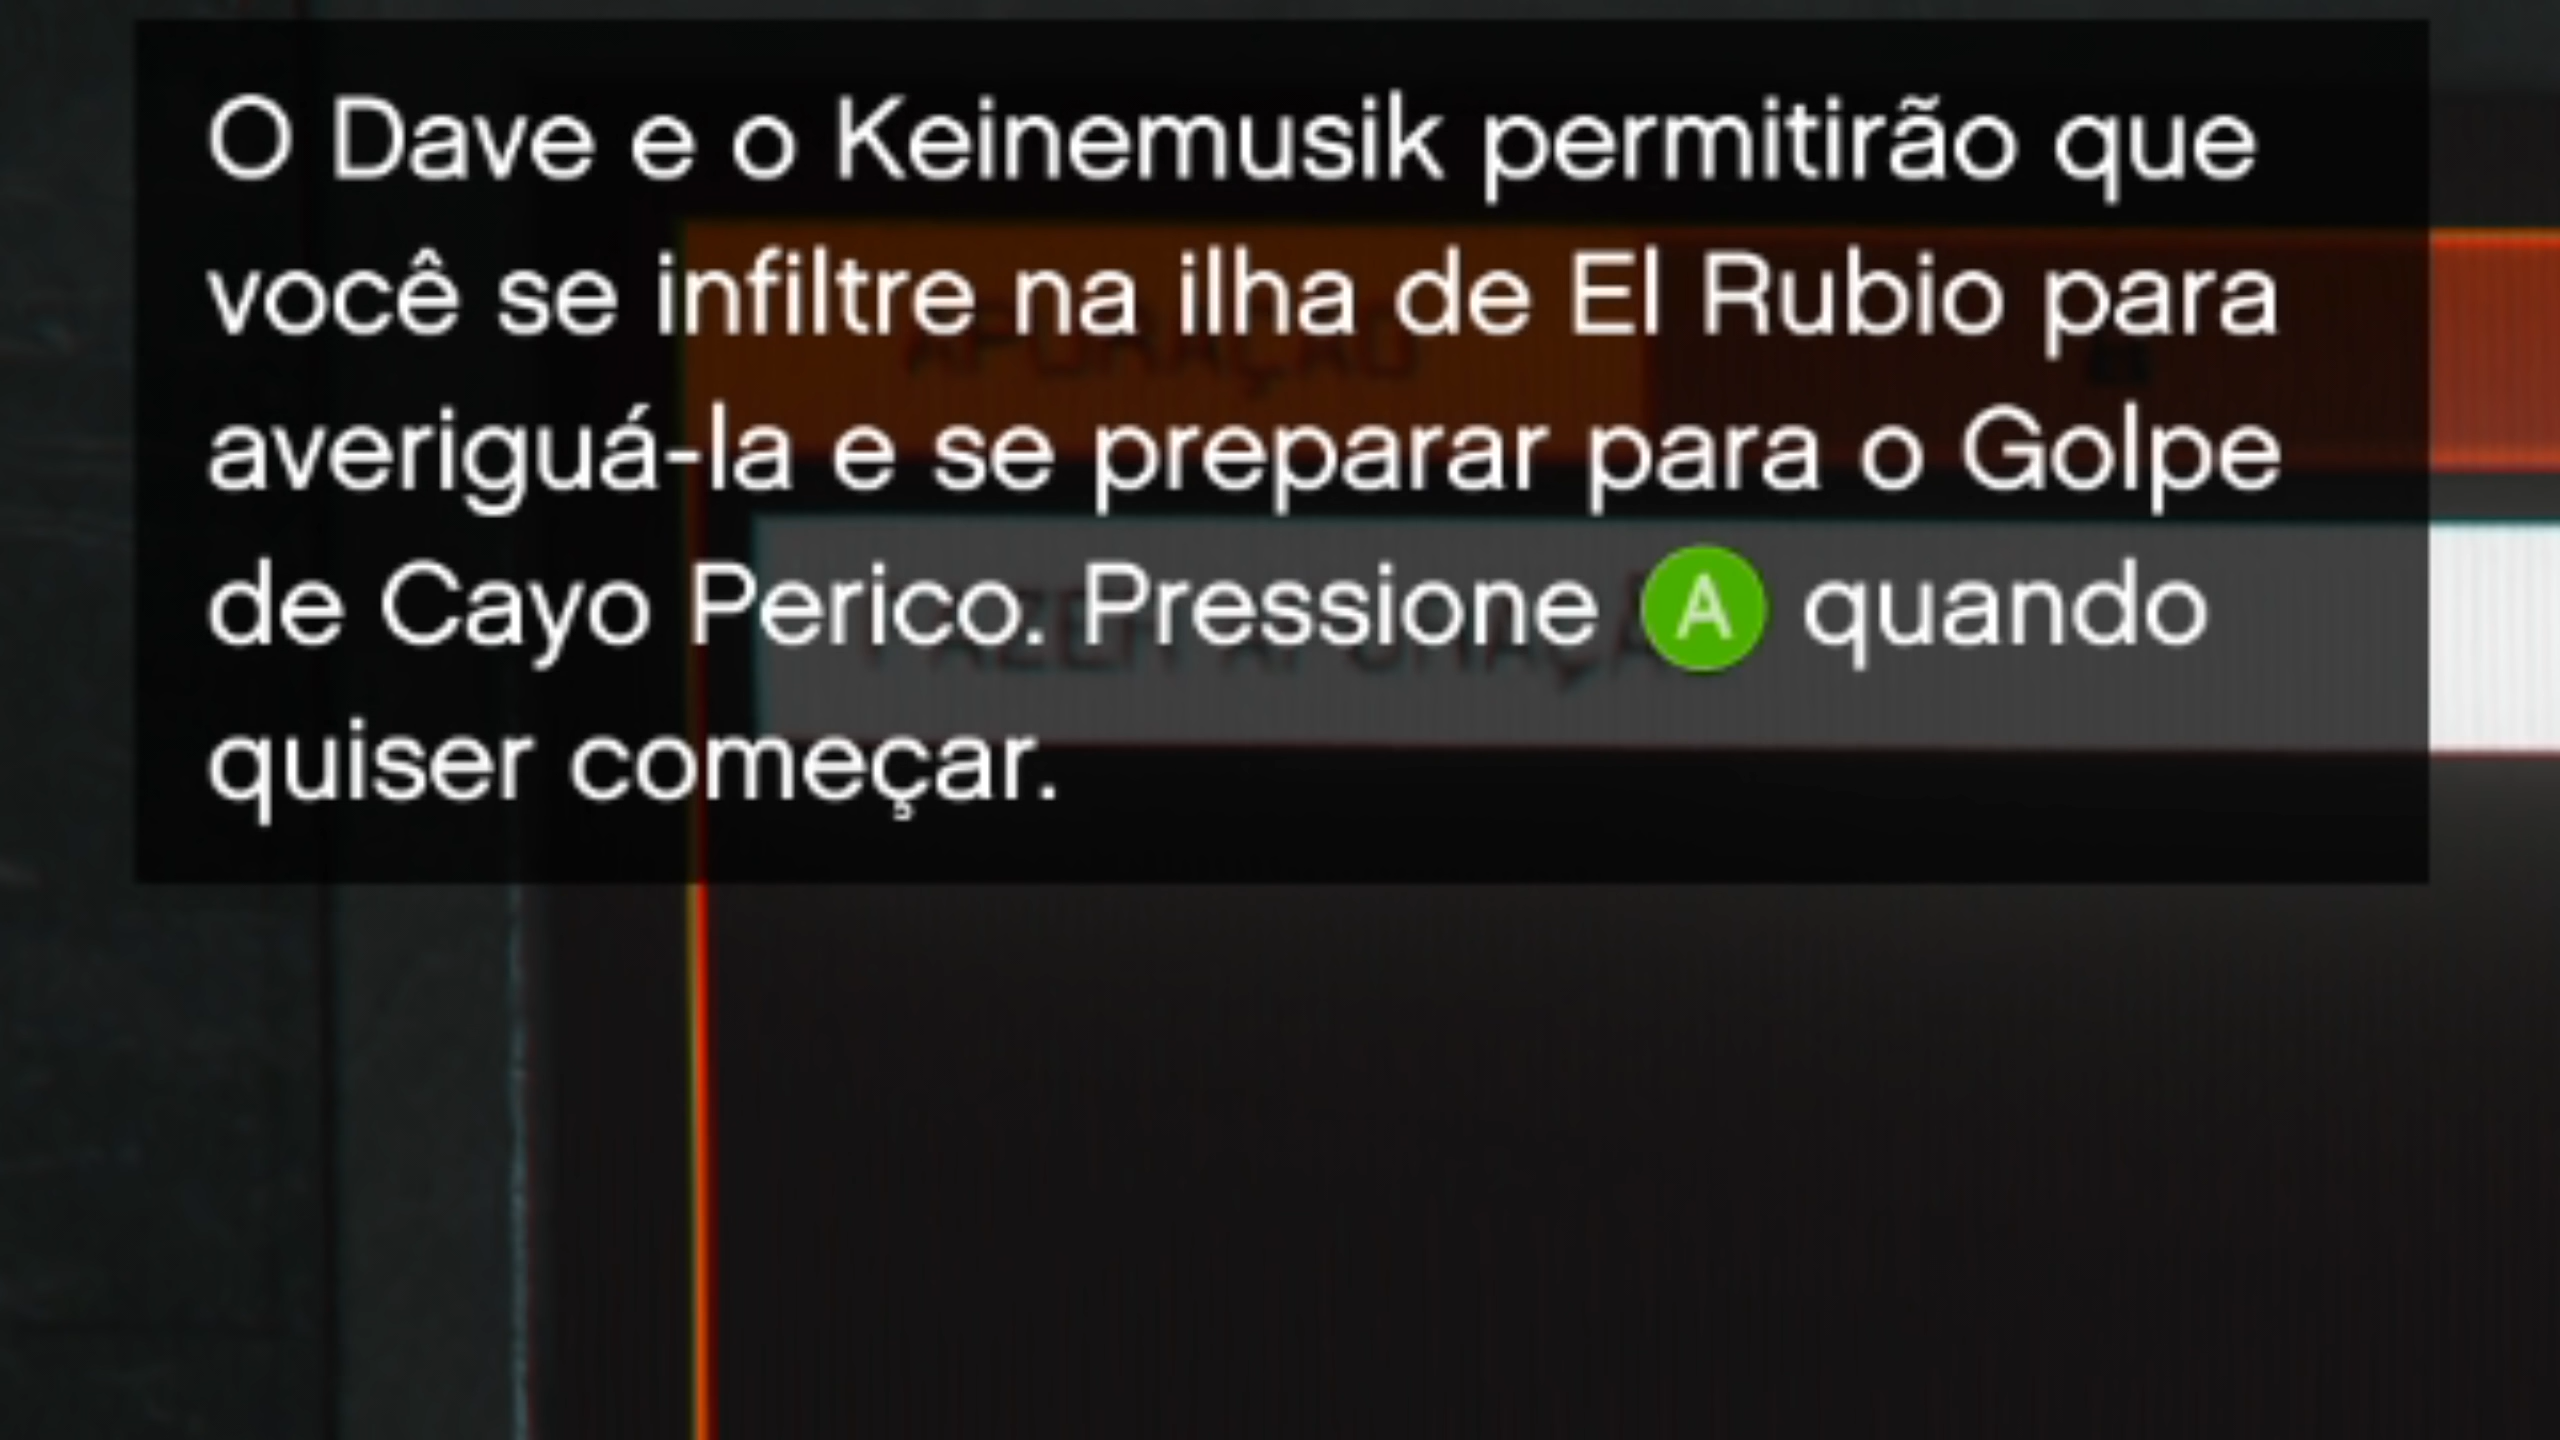 O Dave e o Keinemusik permitirão que
você se infiltre na ilha de El Rubio para
averiguá-la e se preparar para o Golpe
de Cayo Perico. Pressione A quando
quiser começar.